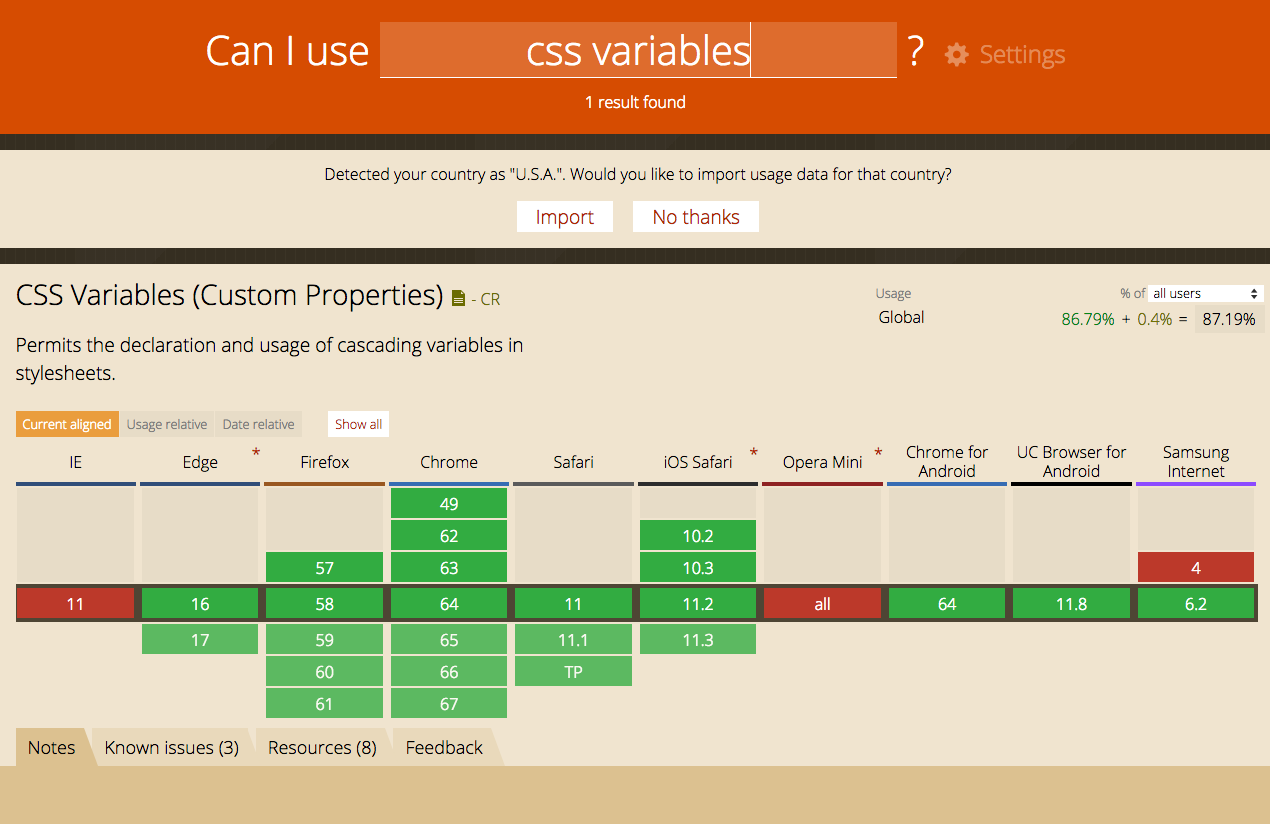 Can I use css variables ? Settings
1 result found
Detected your country as "U.S.A.". Would you like to import usage data for that country?
Import No thanks
CSS Variables (Custom Properties) - CR
Usage % of all users
Global 86.79% + 0.4% = 87.19%
Permits the declaration and usage of cascading variables in
stylesheets.
Current aligned Usage relative Date relative Show all
IE Edge * Firefox Chrome Safari iOS Safari * Opera Mini * Chrome for Android UC Browser for Android Samsung Internet
49
62 10.2
57 63 10.3 4
11 16 58 64 11 11.2 all 64 11.8 6.2
17 59 65 11.1 11.3
60 66 TP
61 67
Notes Known issues (3) Resources (8) Feedback